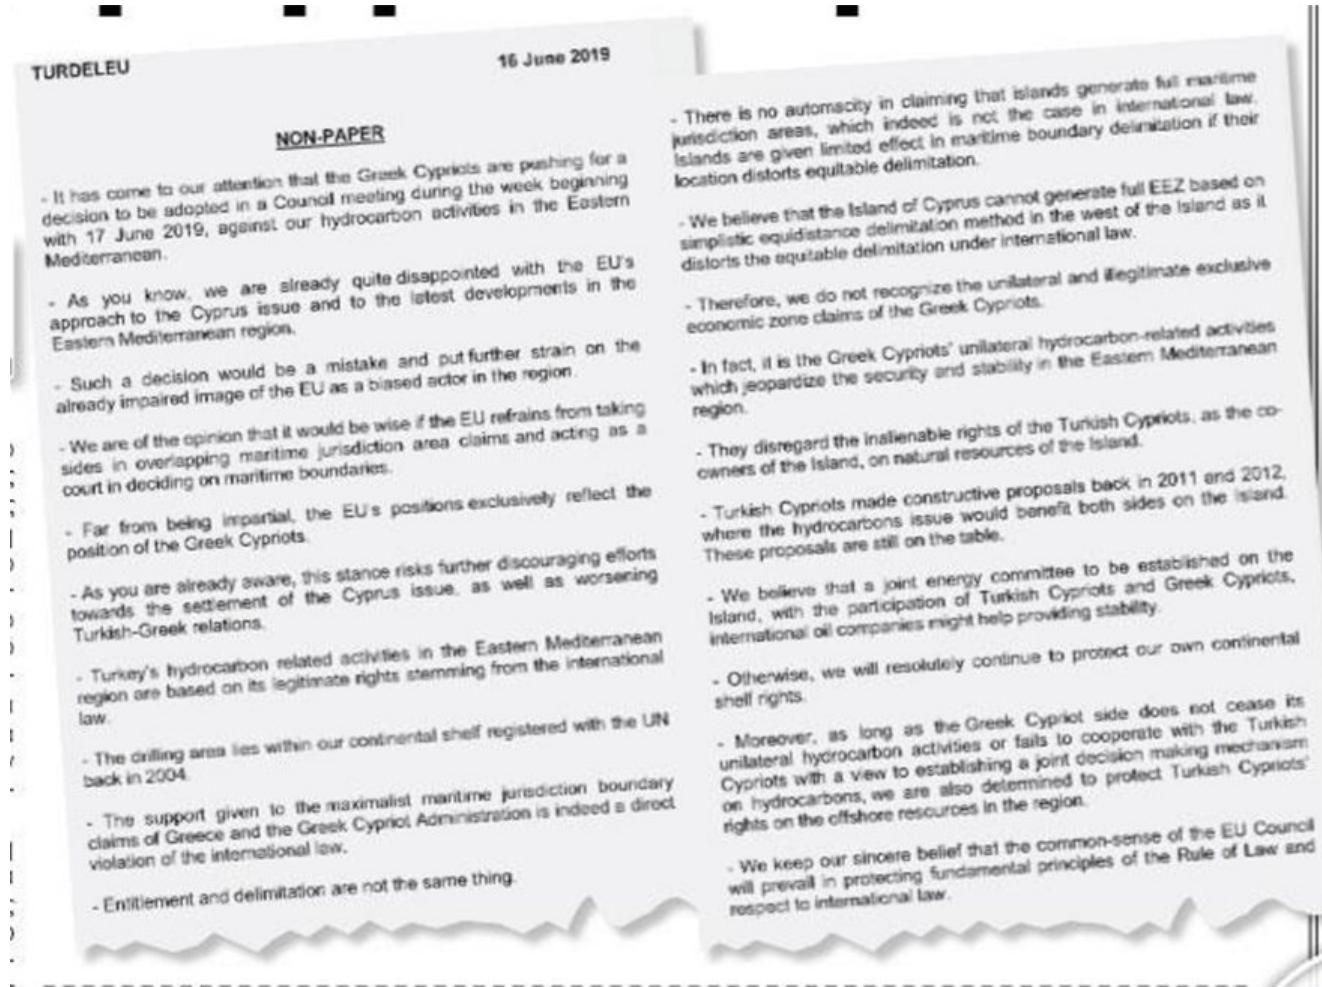 TURDELEU 16 June 2019
NON-PAPER
- It has come to our attention that the Greek Cypriots are pushing for a
decision to be adopted in a Council meeting during the week beginning
with 17 June 2019, against our hydrocarbon activities in the Eastern
Mediterranean.
- As you know, we are already quite disappointed with the EU's
approach to the Cyprus issue and to the latest developments in the
Eastern Mediterranean region.
- Such a decision would be a mistake and put further strain on the
already impaired image of the EU as a biased actor in the region.
- We are of the opinion that it would be wise if the EU refrains from taking
sides in overlapping maritime jurisdiction area claims and acting as a
court in deciding on maritime boundaries.
- Far from being impartial, the EU's positions exclusively reflect the
position of the Greek Cypriots.
- As you are already aware, this stance risks further discouraging efforts
towards the settlement of the Cyprus issue, as well as worsening
Turkish-Greek relations.
- Turkey's hydrocarbon related activities in the Eastern Mediterranean
region are based on its legitimate rights stemming from the international
law.
- The drilling area lies within our continental shelf registered with the UN
back in 2004.
- The support given to the maximalist maritime jurisdiction boundary
claims of Greece and the Greek Cypriot Administration is indeed a direct
violation of the international law.
- Entitlement and delimitation are not the same thing.
- There is no automacity in claiming that islands generate full maritime
jurisdiction areas, which indeed is not the case in international law.
Islands are given limited effect in maritime boundary delimitation if their
location distorts equitable delimitation.
- We believe that the Island of Cyprus cannot generate full EEZ based on
simplistic equidistance delimitation method in the west of the Island as it
distorts the equitable delimitation under international law.
- Therefore, we do not recognize the unilateral and illegitimate exclusive
economic zone claims of the Greek Cypriots.
- In fact, it is the Greek Cypriots' unilateral hydrocarbon-related activities
which jeopardize the security and stability in the Eastern Mediterranean
region.
- They disregard the inalienable rights of the Turkish Cypriots, as the co-
owners of the Island, on natural resources of the Island.
- Turkish Cypriots made constructive proposals back in 2011 and 2012,
where the hydrocarbons issue would benefit both sides on the Island.
These proposals are still on the table.
- We believe that a joint energy committee to be established on the
Island, with the participation of Turkish Cypriots and Greek Cypriots,
international oil companies might help providing stability.
- Otherwise, we will resolutely continue to protect our own continental
shelf rights.
- Moreover, as long as the Greek Cypriot side does not cease its
unilateral hydrocarbon activities or fails to cooperate with the Turkish
Cypriots with a view to establishing a joint decision making mechanism
on hydrocarbons, we are also determined to protect Turkish Cypriots'
rights on the offshore resources in the region.
- We keep our sincere belief that the common-sense of the EU Council
will prevail in protecting fundamental principles of the Rule of Law and
respect to international law.